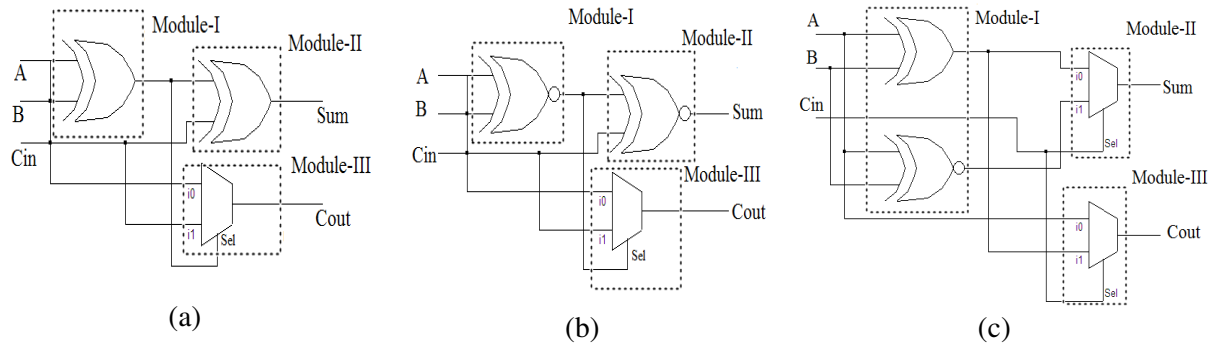 Module-I
Module-II
A
B
Cin
Sum
Module-III
i0
i1
Sel
Cout
(a)
Module-I
Module-II
A
B
Cin
Sum
Module-III
i0
i1
Sel
Cout
(b)
A
B
Cin
Module-I
Module-II
i0
i1
Sel
Sum
Module-III
i0
i1
Sel
Cout
(c)